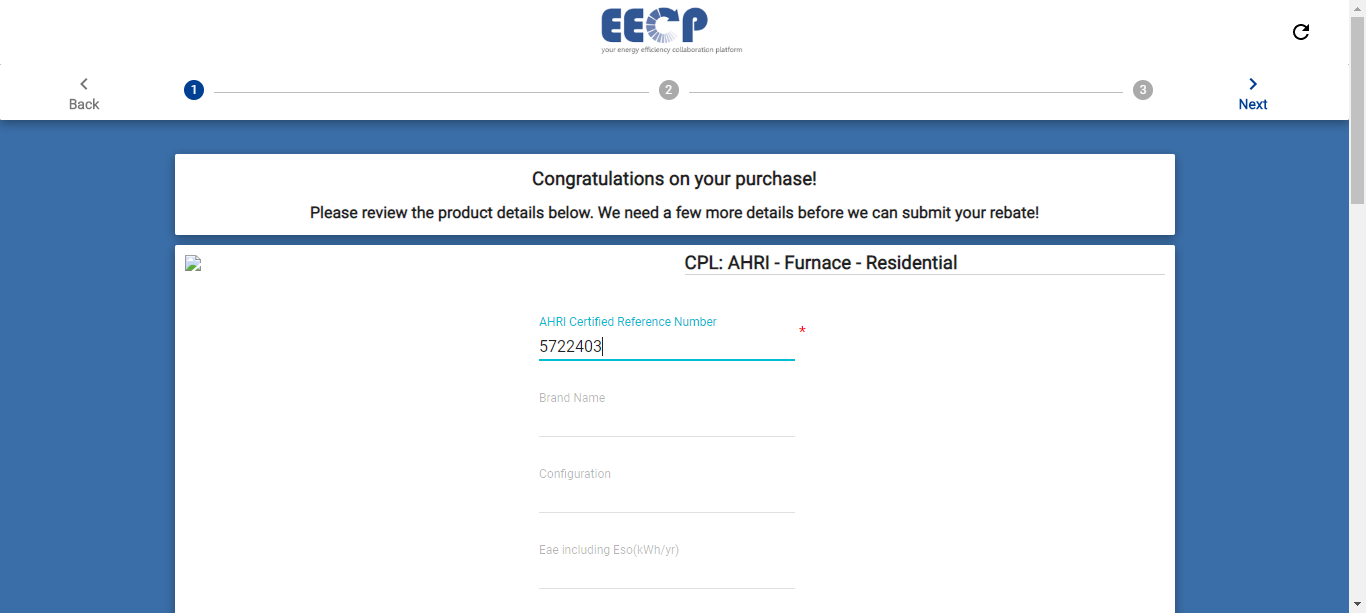 EECP
your energy efficiency collaboration platform
Back
1
2
3
Next
Congratulations on your purchase!
Please review the product details below. We need a few more details before we can submit your rebate!
CPL: AHRI - Furnace - Residential
AHRI Certified Reference Number
*
5722403
Brand Name
Configuration
Eae including Eso(kWh/yr)